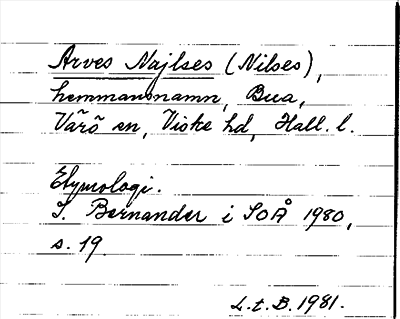 Arves Najlses (Nilses),
hemmansnamn, Bua,
Värö sn, Viske hd, Hall. l.
Etymologi.
I. Bernander i SOÅ 1980,
s. 19.
L.t.B. 1981.